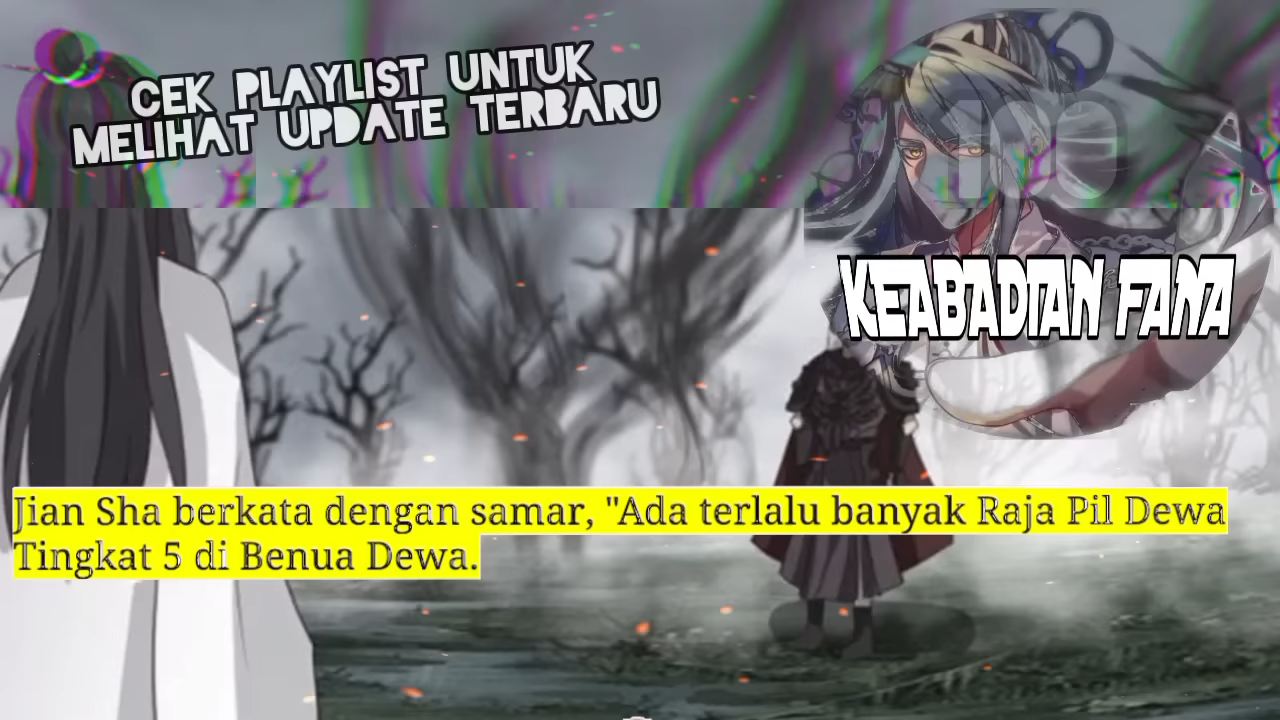 CEK PLAYLIST UNTUK
MELIHAT UPDATE TERBARU
100
KEABADIAN FANA
Jian Sha berkata dengan samar, "Ada terlalu banyak Raja Pil Dewa
Tingkat 5 di Benua Dewa.